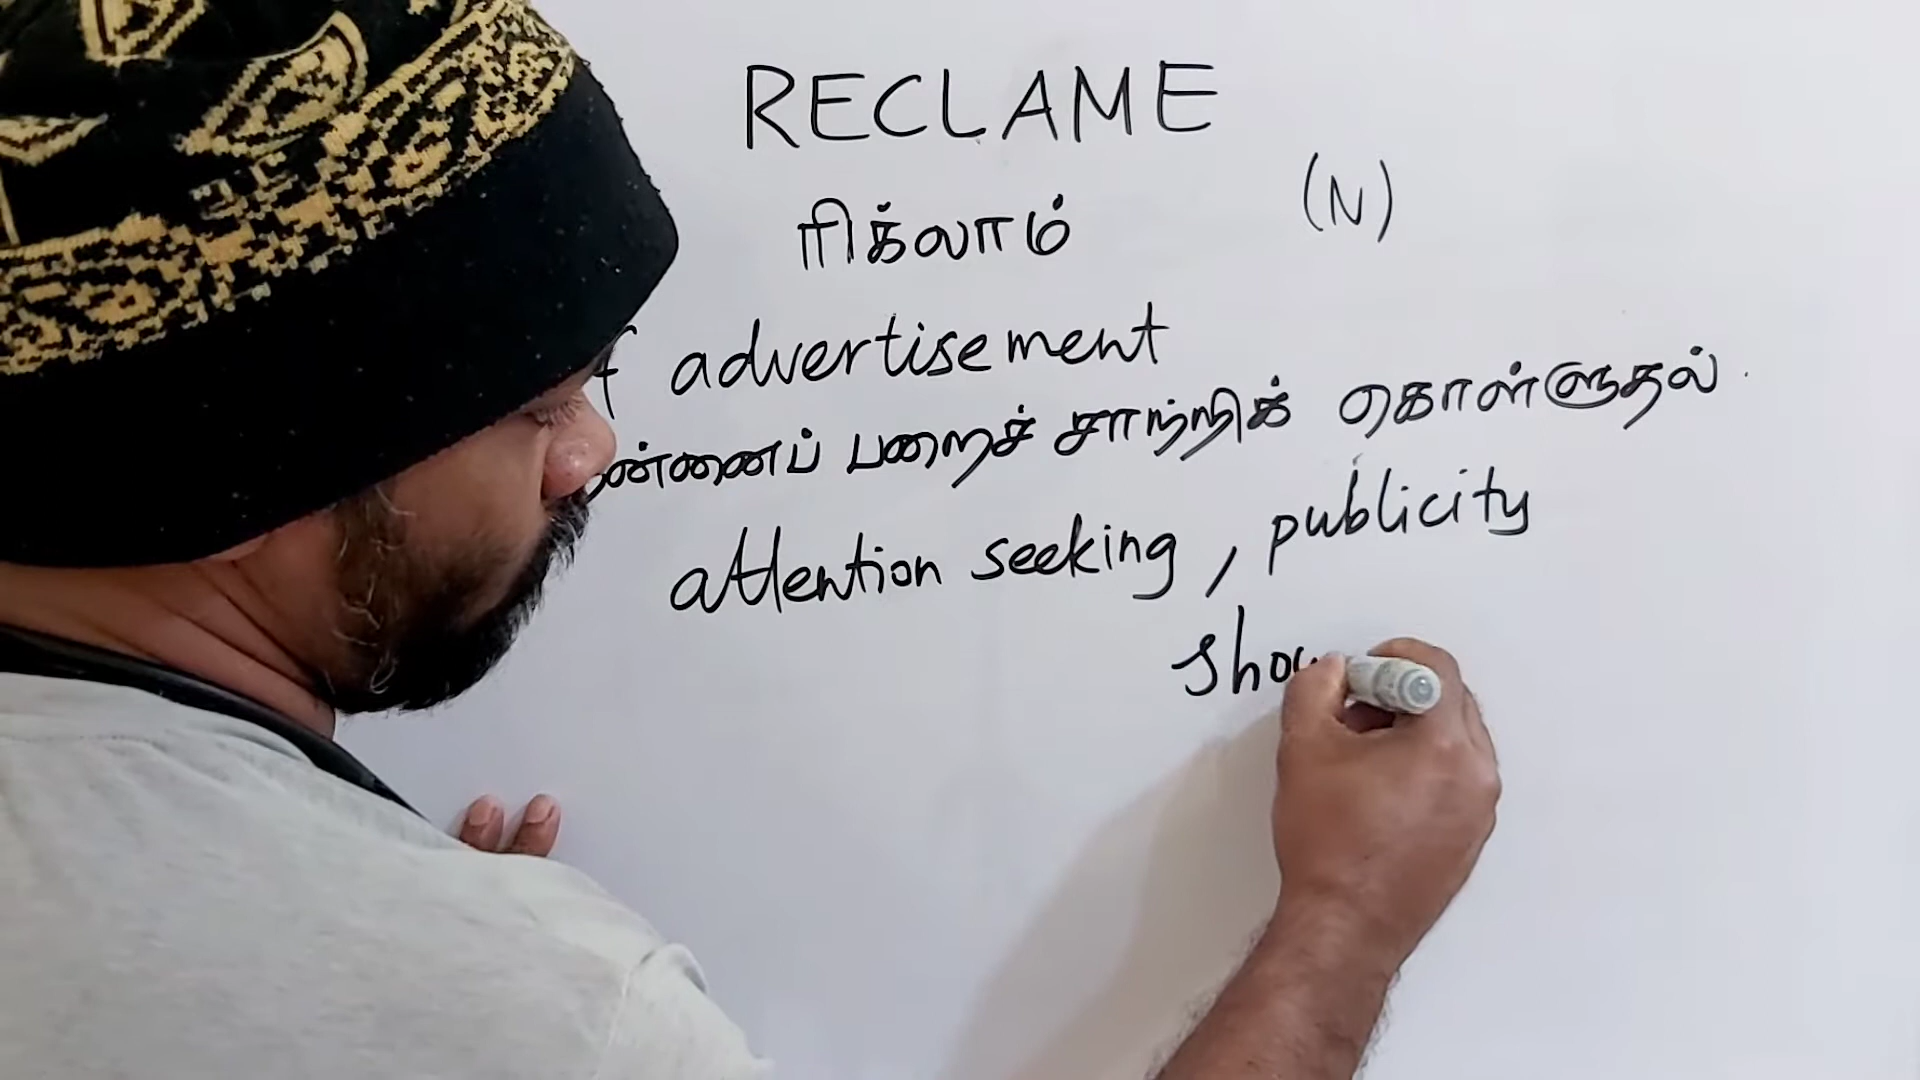 RECLAME
(N)
ரிக்லாம்
advertisement
பறைச் சாற்றிக் கொள்ளுதல்.
attention seeking, publicity